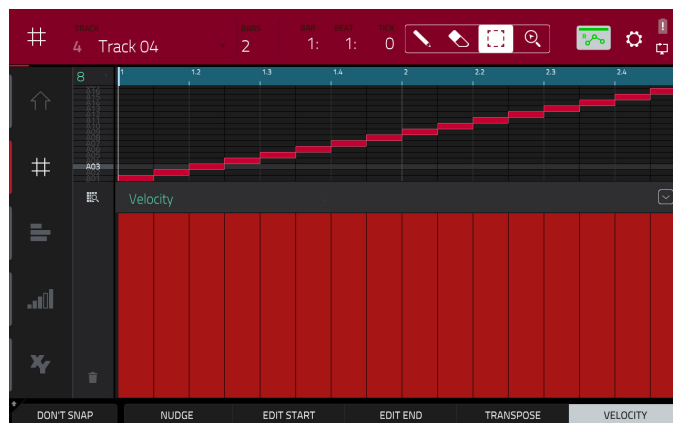 TRACK BARS BAR BEAT TICK
4 Track 04 2 1: 1: 0
8 1 1.2 1.3 1.4 2 2.2 2.3 2.4
A03
Velocity
XY
DON'T SNAP NUDGE EDIT START EDIT END TRANSPOSE VELOCITY